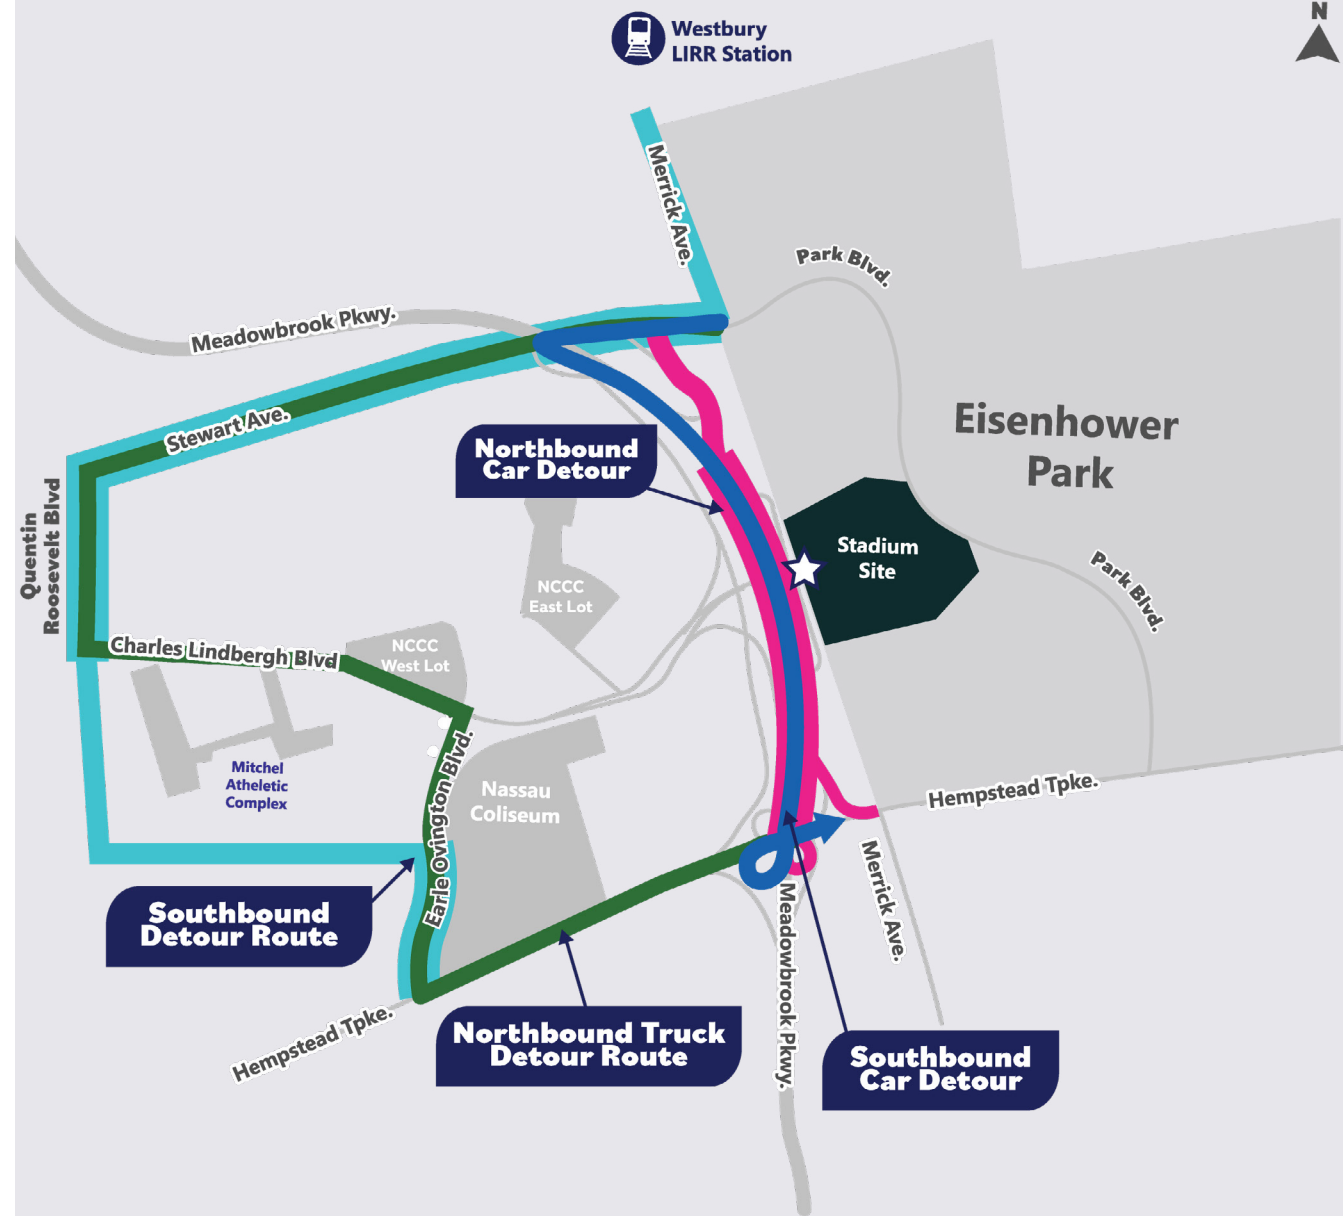 N
Westbury
LIRR Station
Merrick Ave.
Park Blvd.
Meadowbrook Pkwy.
Stewart Ave.
Eisenhower
Park
Northbound
Car Detour
Quentin
Roosevelt Blvd
Stadium
Site
Park Blvd.
NCCC
East Lot
Charles Lindbergh Blvd
NCCC
West Lot
Mitchel
Atheletic
Complex
Earle Ovington Blvd.
Nassau
Coliseum
Hempstead Tpke.
Merrick Ave.
Meadowbrook Pkwy.
Southbound
Detour Route
Hempstead Tpke.
Northbound Truck
Detour Route
Southbound
Car Detour